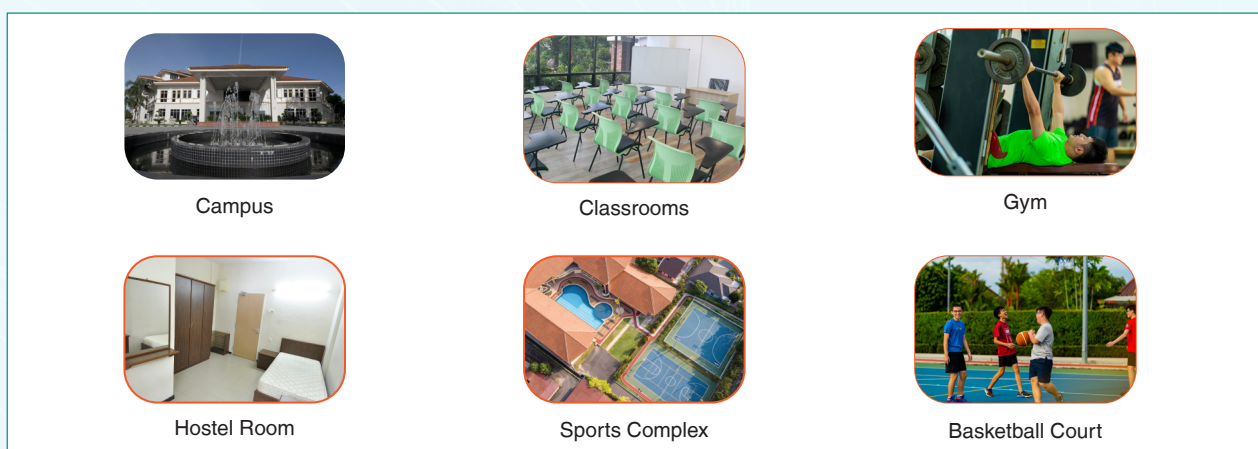 Campus
Classrooms
Gym
Hostel Room
Sports Complex
Basketball Court